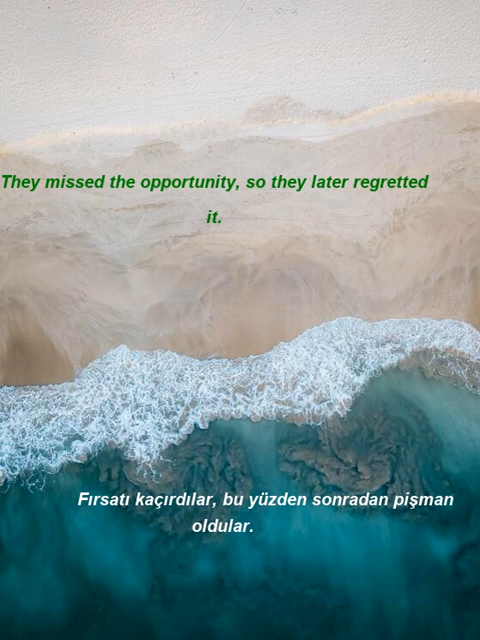 They missed the opportunity, so they later regretted
it.
Fırsatı kaçırdılar, bu yüzden sonradan pişman
oldular.